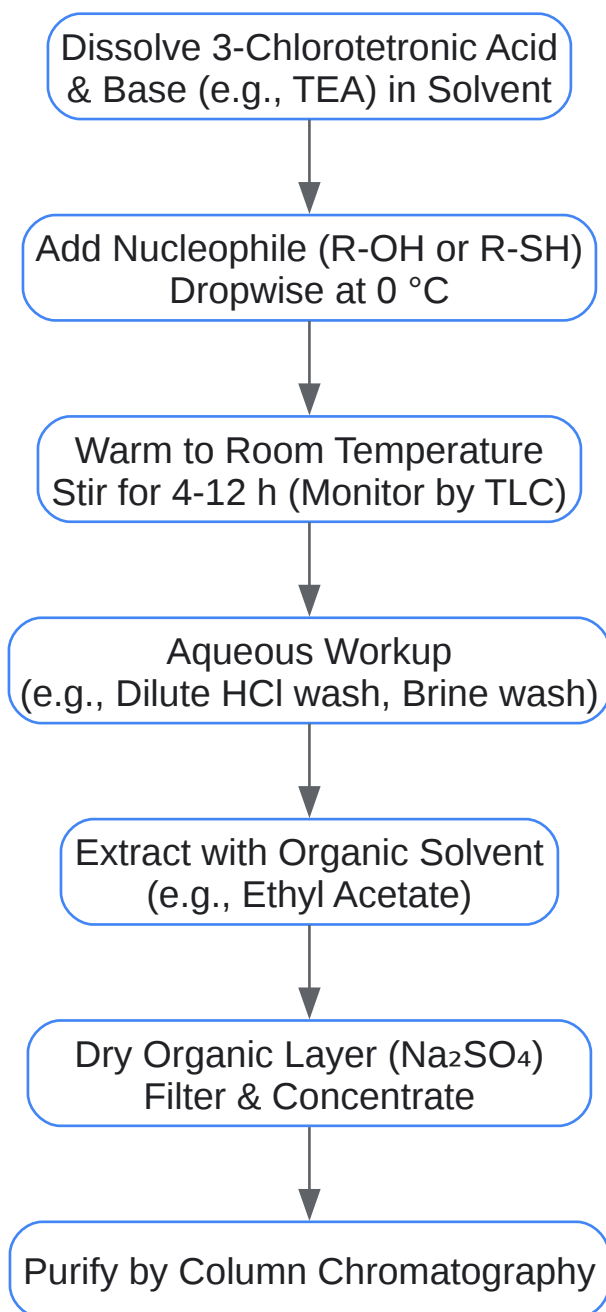 Dissolve 3-Chlorotetronic Acid
& Base (e.g., TEA) in Solvent
Add Nucleophile (R-OH or R-SH)
Dropwise at 0 °C
Warm to Room Temperature
Stir for 4-12 h (Monitor by TLC)
Aqueous Workup
(e.g., Dilute HCl wash, Brine wash)
Extract with Organic Solvent
(e.g., Ethyl Acetate)
Dry Organic Layer (Na₂SO₄)
Filter & Concentrate
Purify by Column Chromatography